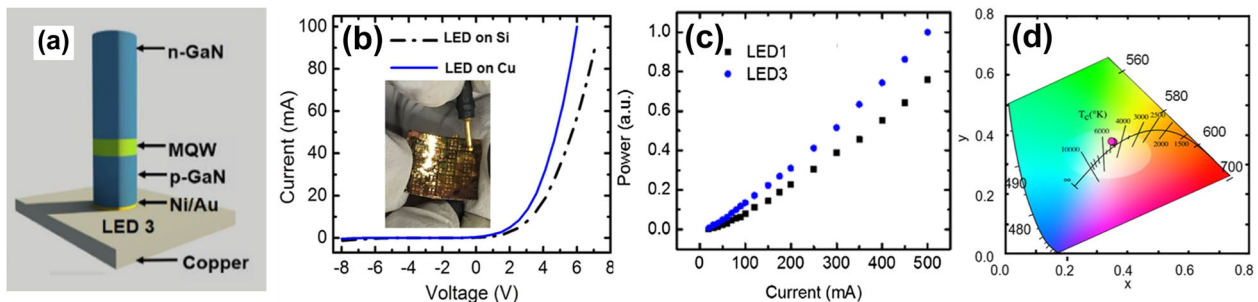 (a)
n-GaN
MQW
p-GaN
Ni/Au
LED 3
Copper
(b)
LED on Si
LED on Cu
Current (mA)
100
80
60
40
20
0
-8 -6 -4 -2 0 2 4 6 8
Voltage (V)
(c)
LED1
LED3
Power (a.u.)
1.0
0.8
0.6
0.4
0.2
0.0
0 100 200 300 400 500
Current (mA)
(d)
y
0.8
0.6
0.4
0.2
0.0
560
580
600
700
490
480
Tc(°K)
4000 3000 2500
6000
10000
2000 1500
∞
0.0 0.2 0.4 0.6 0.8
x